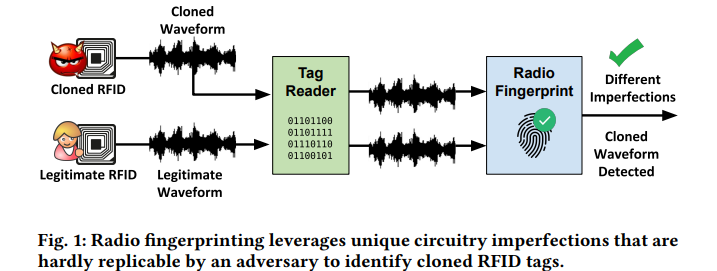 Cloned
Waveform
Cloned RFID
Legitimate RFID
Legitimate
Waveform
Tag
Reader
01101100
01101111
01110110
01100101
Radio
Fingerprint
Different
Imperfections
Cloned
Waveform
Detected
Fig. 1: Radio fingerprinting leverages unique circuitry imperfections that are
hardly replicable by an adversary to identify cloned RFID tags.